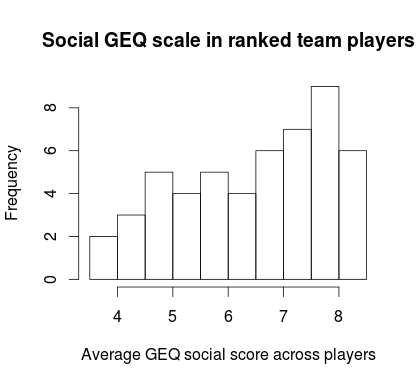 Social GEQ scale in ranked team players
Frequency
8
6
4
2
0
4 5 6 7 8
Average GEQ social score across players